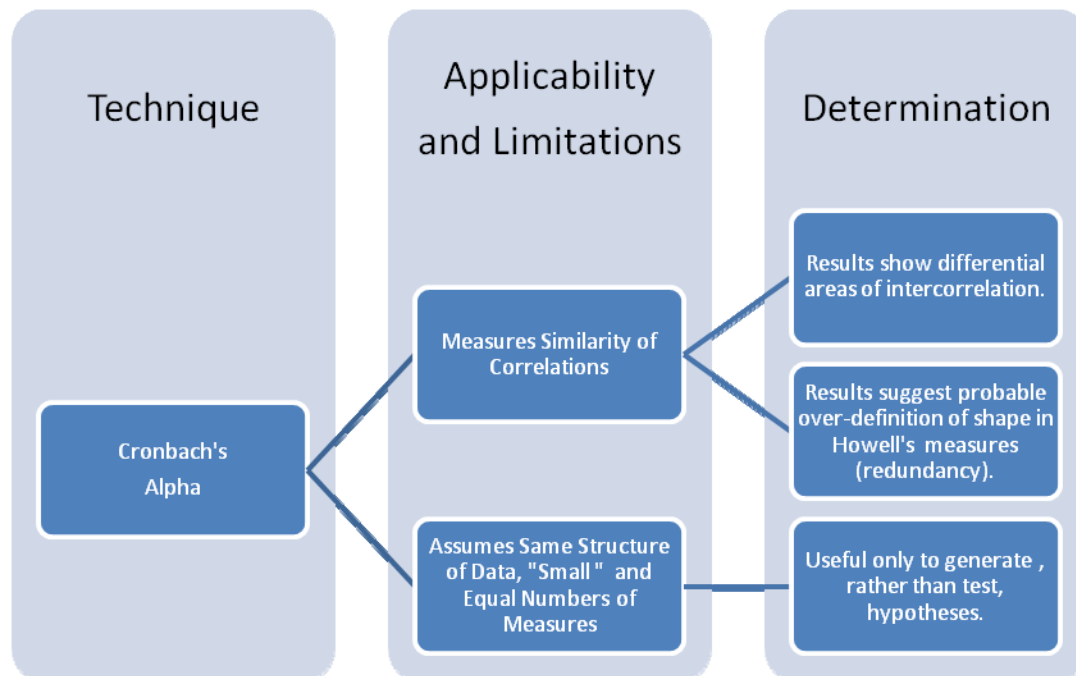 Technique
Applicability
and Limitations
Determination
Cronbach's
Alpha
Measures Similarity of
Correlations
Assumes Same Structure
of Data, "Small " and
Equal Numbers of
Measures
Results show differential
areas of intercorrelation.
Results suggest probable
over-definition of shape in
Howell's measures
(redundancy).
Useful only to generate ,
rather than test,
hypotheses.